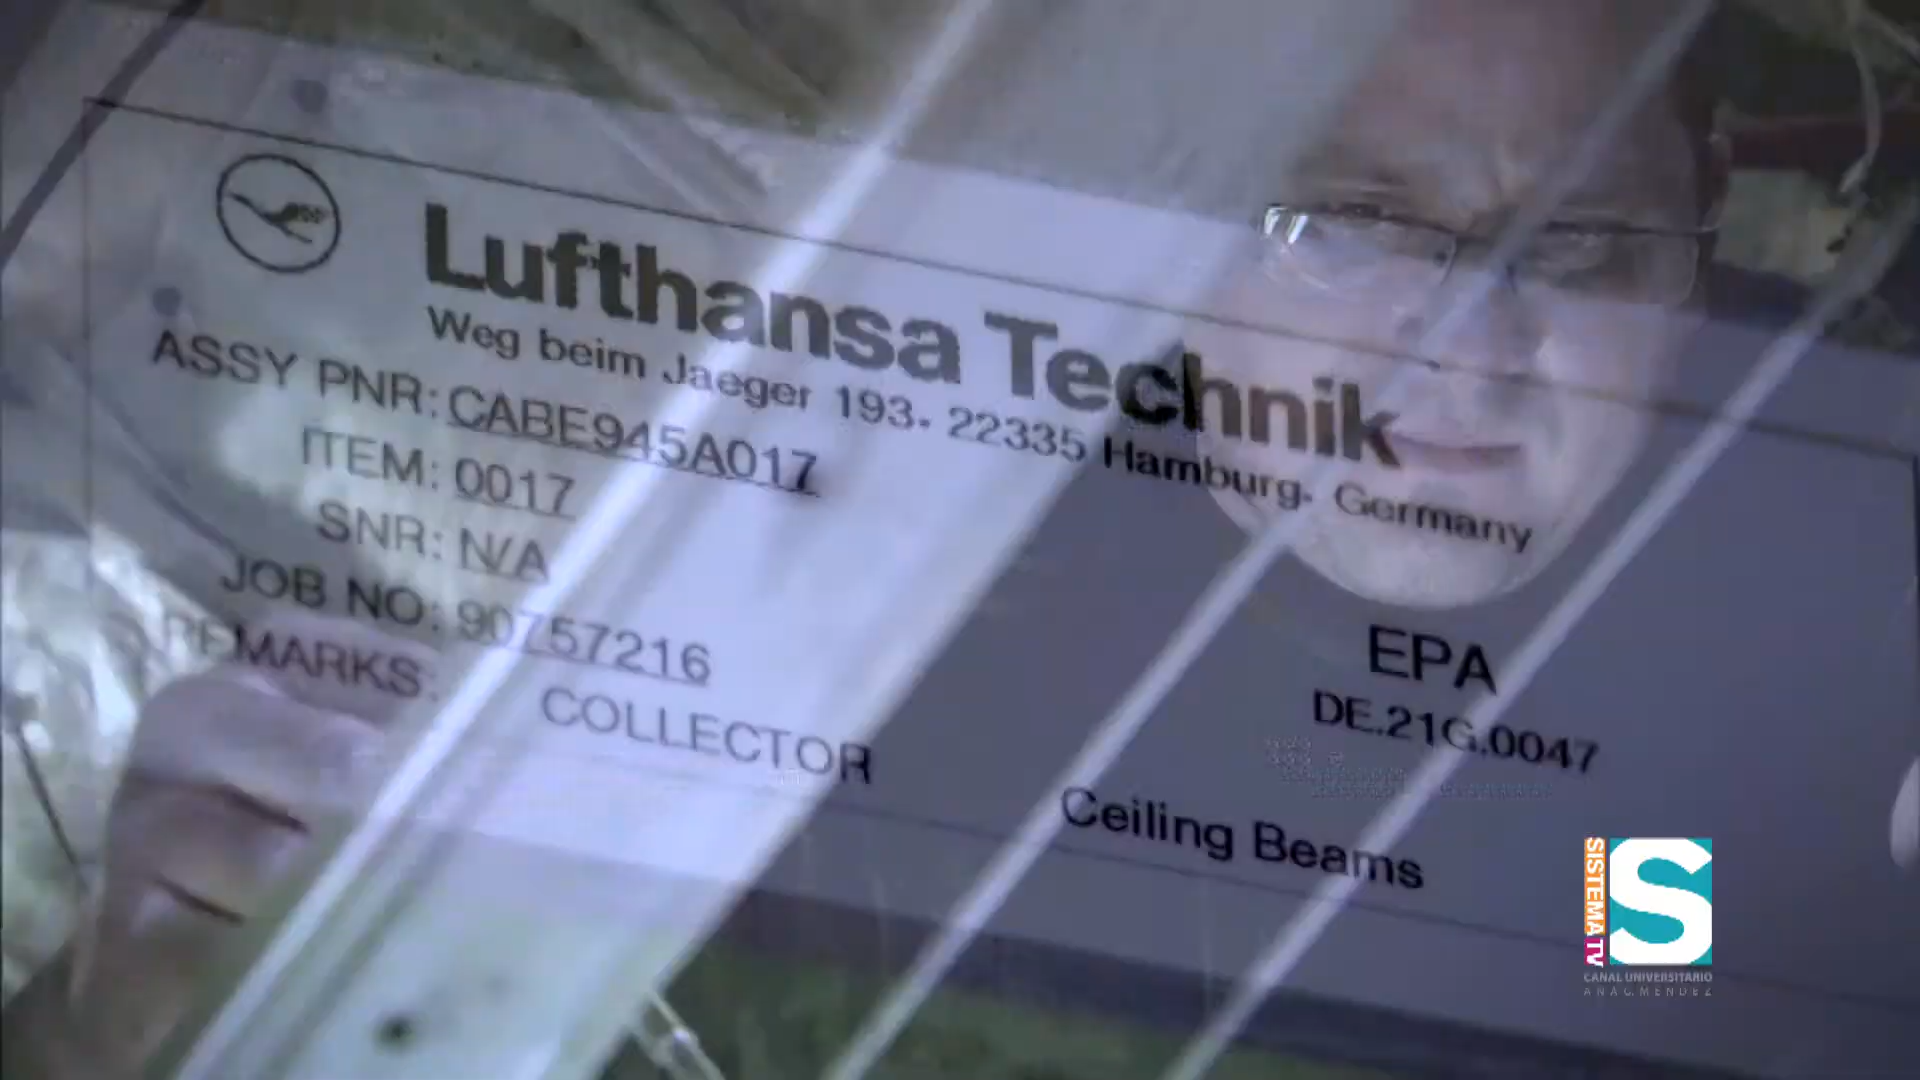 Lufthansa Technik
Weg beim Jaeger 193. 22335 Hamburg. Germany
ASSY PNR: CABE945A017
ITEM: 0017
SNR: N/A
JOB NO: 90757216
REMARKS:
COLLECTOR
EPA
DE.21G.0047
Ceiling Beams
SISTEMA TV
S
CANAL UNIVERSITARIO
ANA G. MÉNDEZ